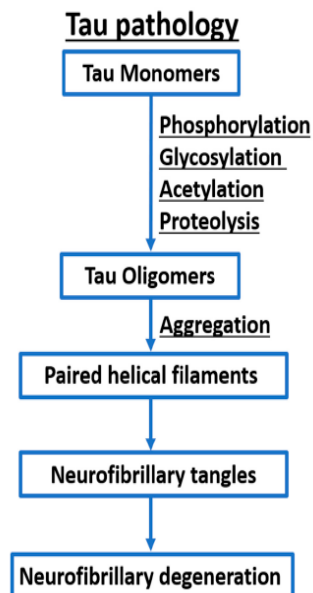 Tau pathology
Tau Monomers
Phosphorylation
Glycosylation
Acetylation
Proteolysis
Tau Oligomers
Aggregation
Paired helical filaments
Neurofibrillary tangles
Neurofibrillary degeneration